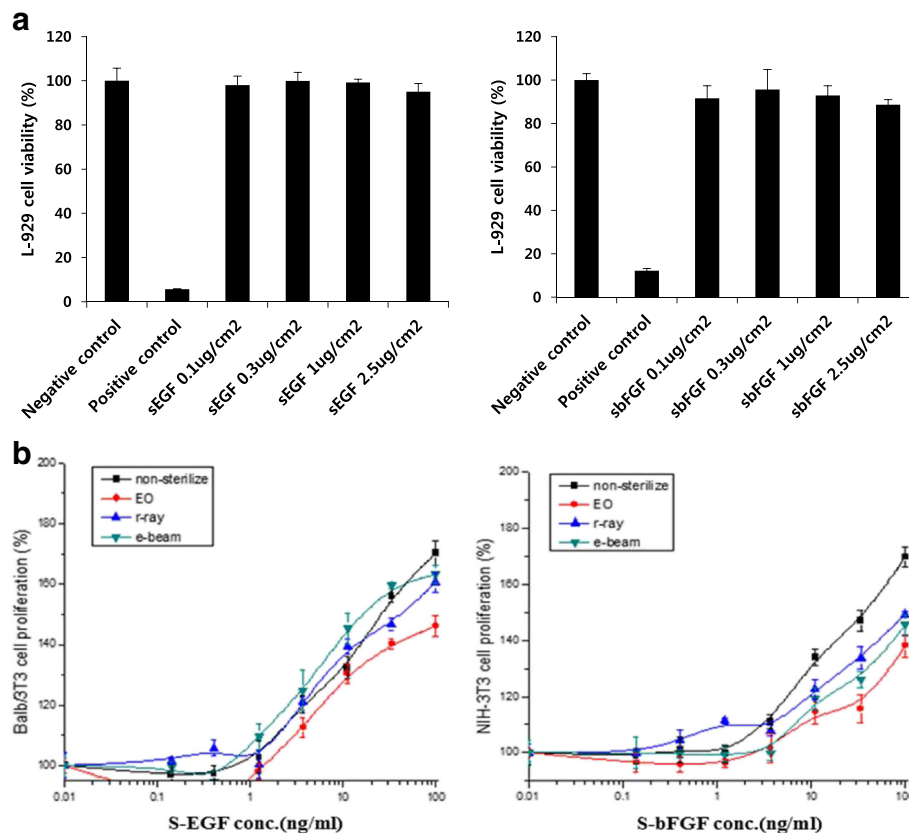 a
120
100
80
60
40
20
0
L-929 cell viability (%)
Negative control
Positive control
sEGF 0.1ug/cm2
sEGF 0.3ug/cm2
sEGF 1ug/cm2
sEGF 2.5ug/cm2
120
100
80
60
40
20
0
L-929 cell viability (%)
Negative control
Positive control
sbFGF 0.1ug/cm2
sbFGF 0.3ug/cm2
sbFGF 1ug/cm2
sbFGF 2.5ug/cm2
b
200
180
160
140
120
100
Balb/3T3 cell proliferation (%)
non-sterilize
EO
r-ray
e-beam
0.01
0.1
1
10
100
S-EGF conc.(ng/ml)
200
180
160
140
120
100
NIH-3T3 cell proliferation (%)
non-sterilize
EO
r-ray
e-beam
0.01
0.1
1
10
100
S-bFGF conc.(ng/ml)